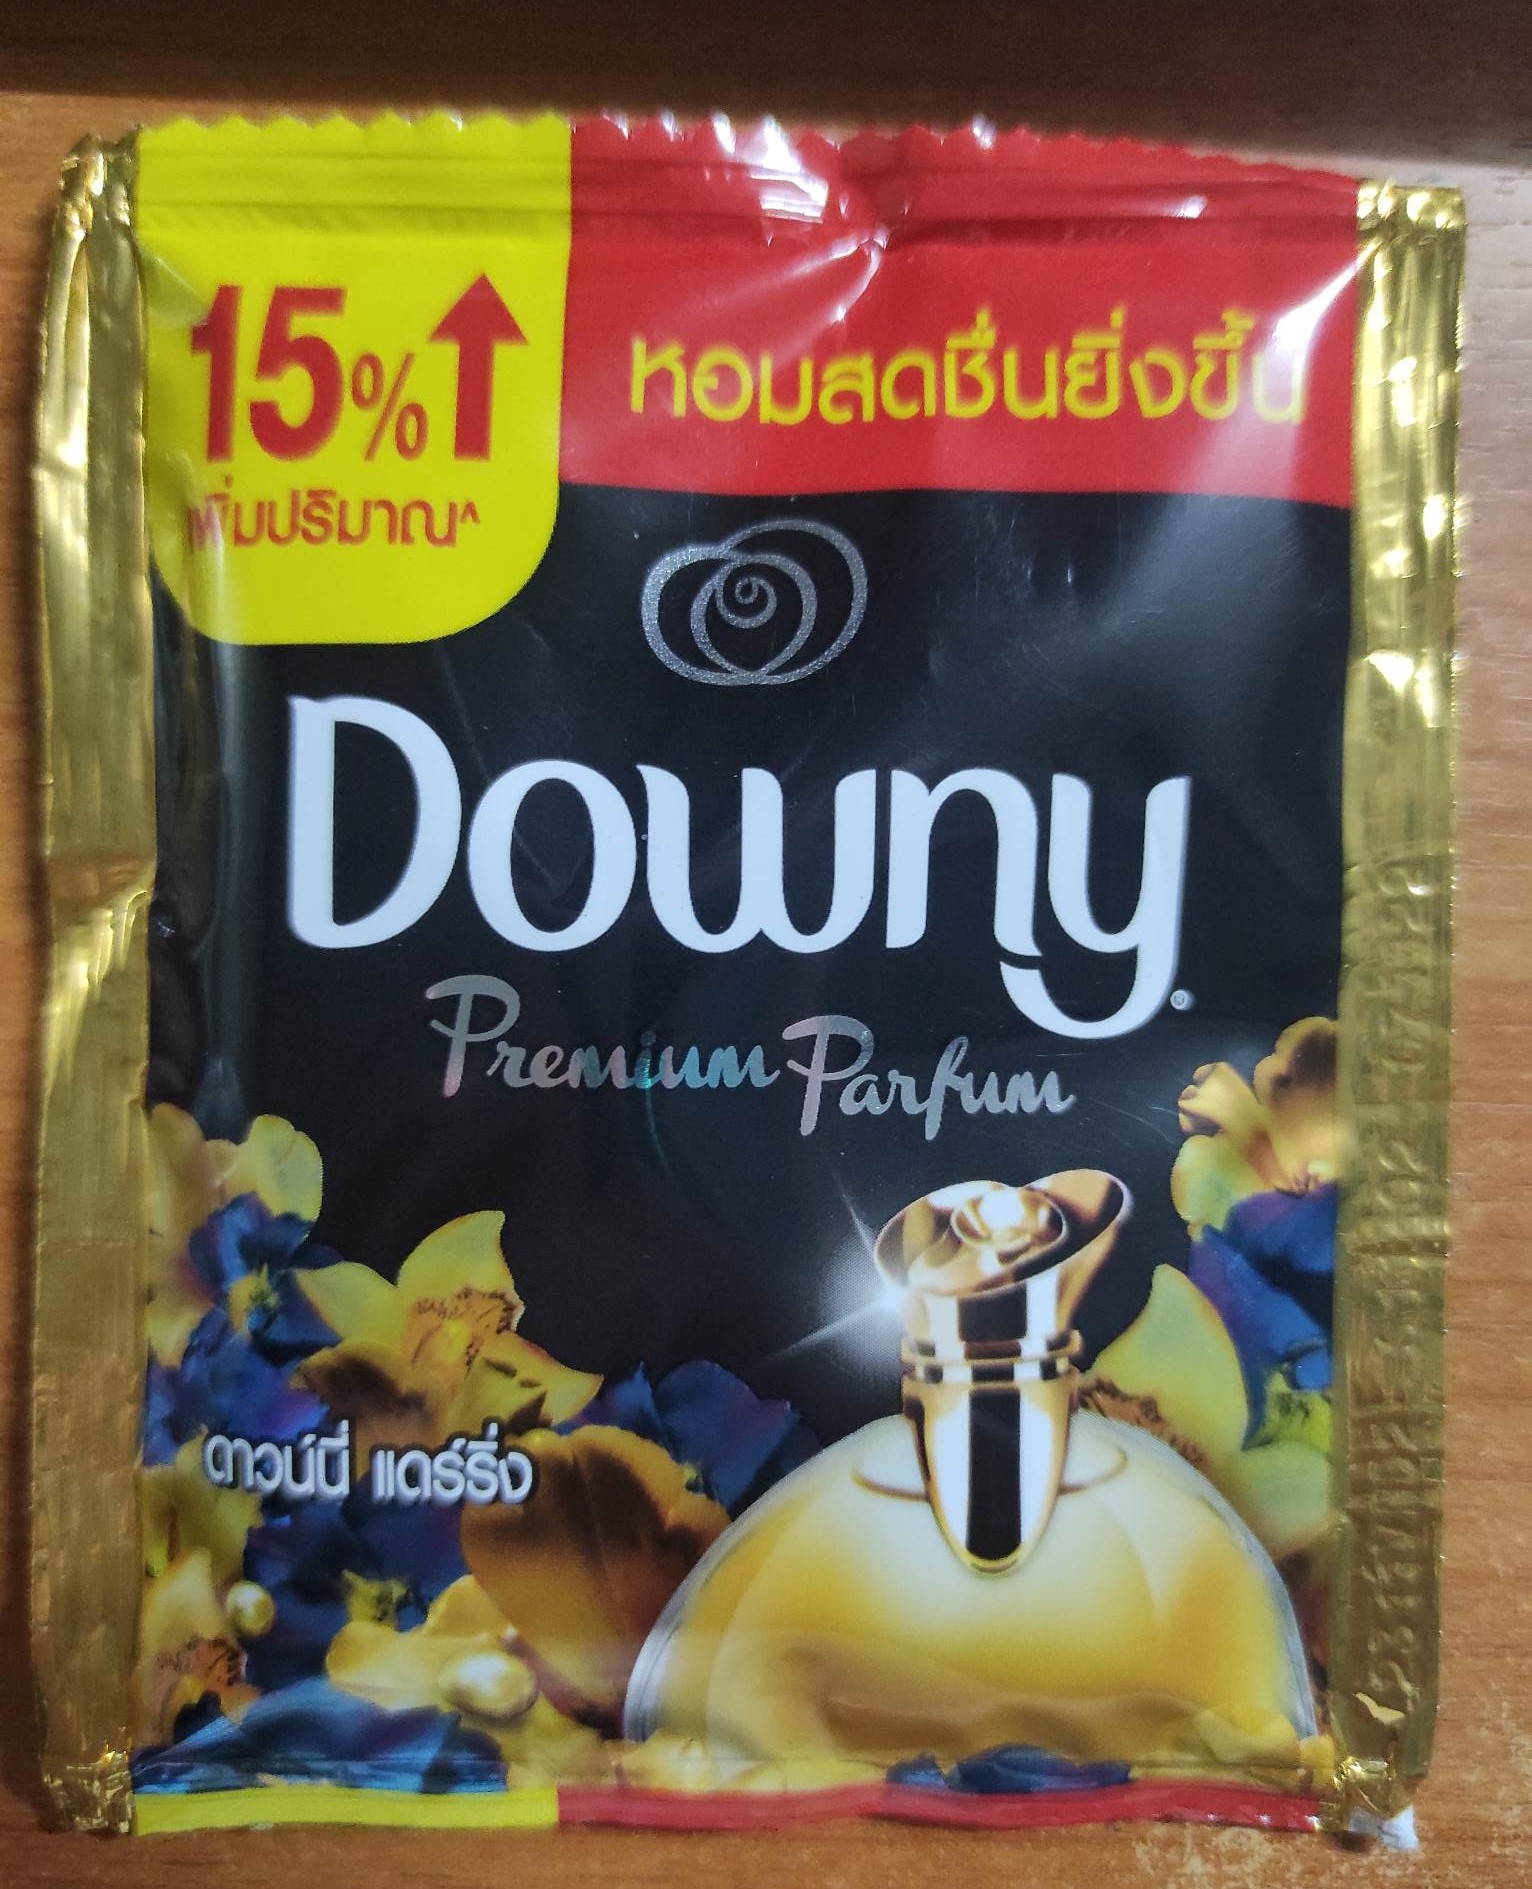 15%
เพิ่มปริมาณ^
หอมสดชื่นยิ่งขึ้น
Downy®
Premium Parfum
ดาวน์นี่ แดร์ริ่ง